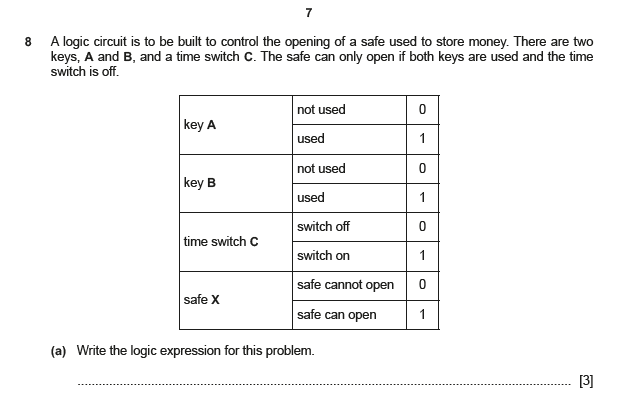 7
8 A logic circuit is to be built to control the opening of a safe used to store money. There are two
keys, A and B, and a time switch C. The safe can only open if both keys are used and the time
switch is off.
key A
not used 0
used 1
key B
not used 0
used 1
time switch C
switch off 0
switch on 1
safe X
safe cannot open 0
safe can open 1
(a) Write the logic expression for this problem.
.................................................................................................................................... [3]